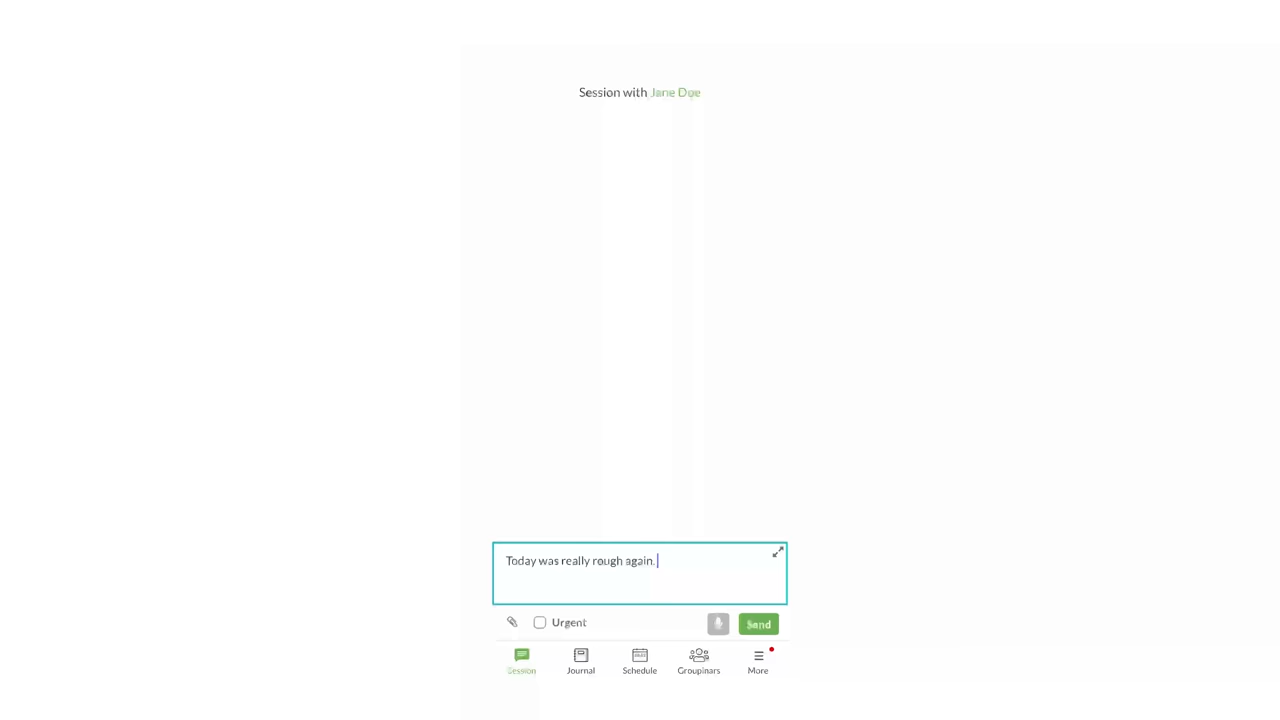 Session with Jane Doe
Today was really rough again.
Urgent
Send
Session
Journal
Schedule
Groupinars
More